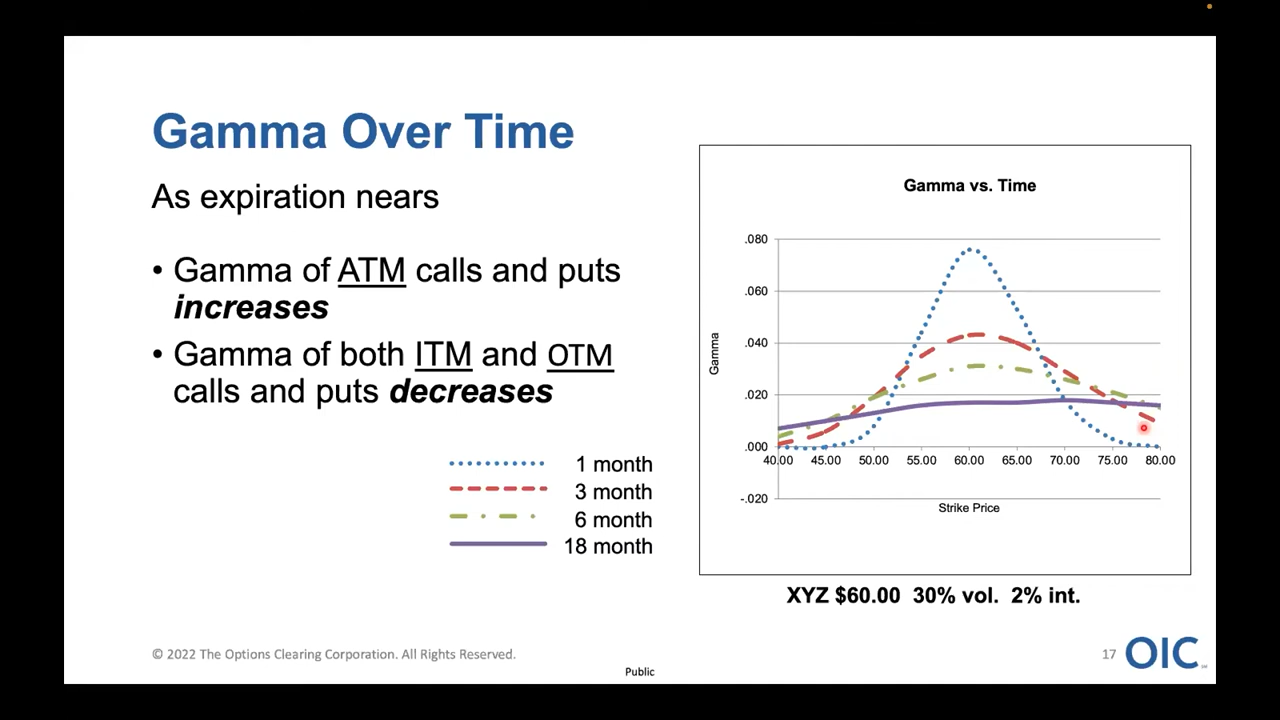 Gamma Over Time
As expiration nears
• Gamma of ATM calls and puts
increases
• Gamma of both ITM and OTM
calls and puts decreases
1 month
3 month
6 month
18 month
Gamma vs. Time
.080
.060
.040
.020
.000
-.020
Gamma
40.00 45.00 50.00 55.00 60.00 65.00 70.00 75.00 80.00
Strike Price
XYZ $60.00 30% vol. 2% int.
© 2022 The Options Clearing Corporation. All Rights Reserved.
17 OIC
Public